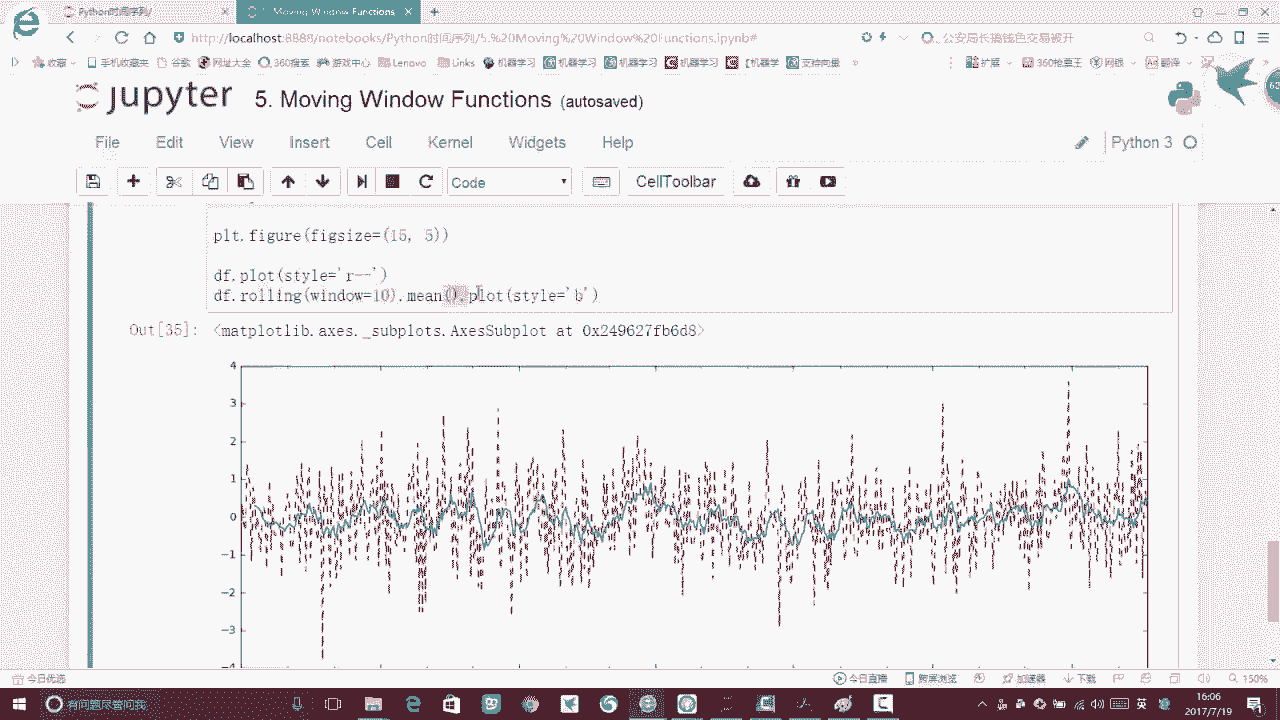 Python时间序列/
5. Moving Window Functions
http://localhost:8888/notebooks/Python时间序列/5.%20Moving%20Window%20Functions.ipynb#
公安局长搞钱色交易被开
收藏 手机收藏夹 谷歌 网址大全 360搜索 游戏中心 Lenovo Links 机器学习 机器学习 机器学习 机器学习 【机器学 支持向量
扩展 360抢票王 网银 翻译
jupyter 5. Moving Window Functions (autosaved)
File Edit View Insert Cell Kernel Widgets Help
Python 3
Code CellToolbar
plt.figure(figsize=(15, 5))
df.plot(style='r--')
df.rolling(window=10).mean().plot(style='b')
Out[35]: <matplotlib.axes._subplots.AxesSubplot at 0x249627fb6d8>
4
3
2
1
0
−1
−2
−3
−4
今日优选
今日直播 跨屏浏览 加速器 下载 150%
有问题尽管问我
英
16:06
2017/7/19